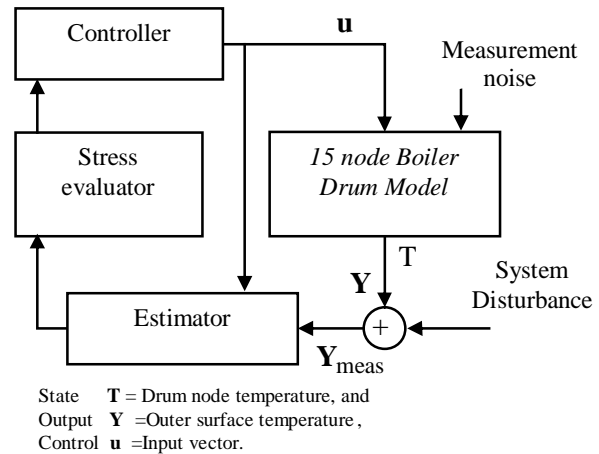 Controller
u
Measurement
noise
Stress
evaluator
15 node Boiler
Drum Model
T
Y
System
Disturbance
Estimator
+
Ymeas
State T = Drum node temperature, and
Output Y =Outer surface temperature,
Control u =Input vector.